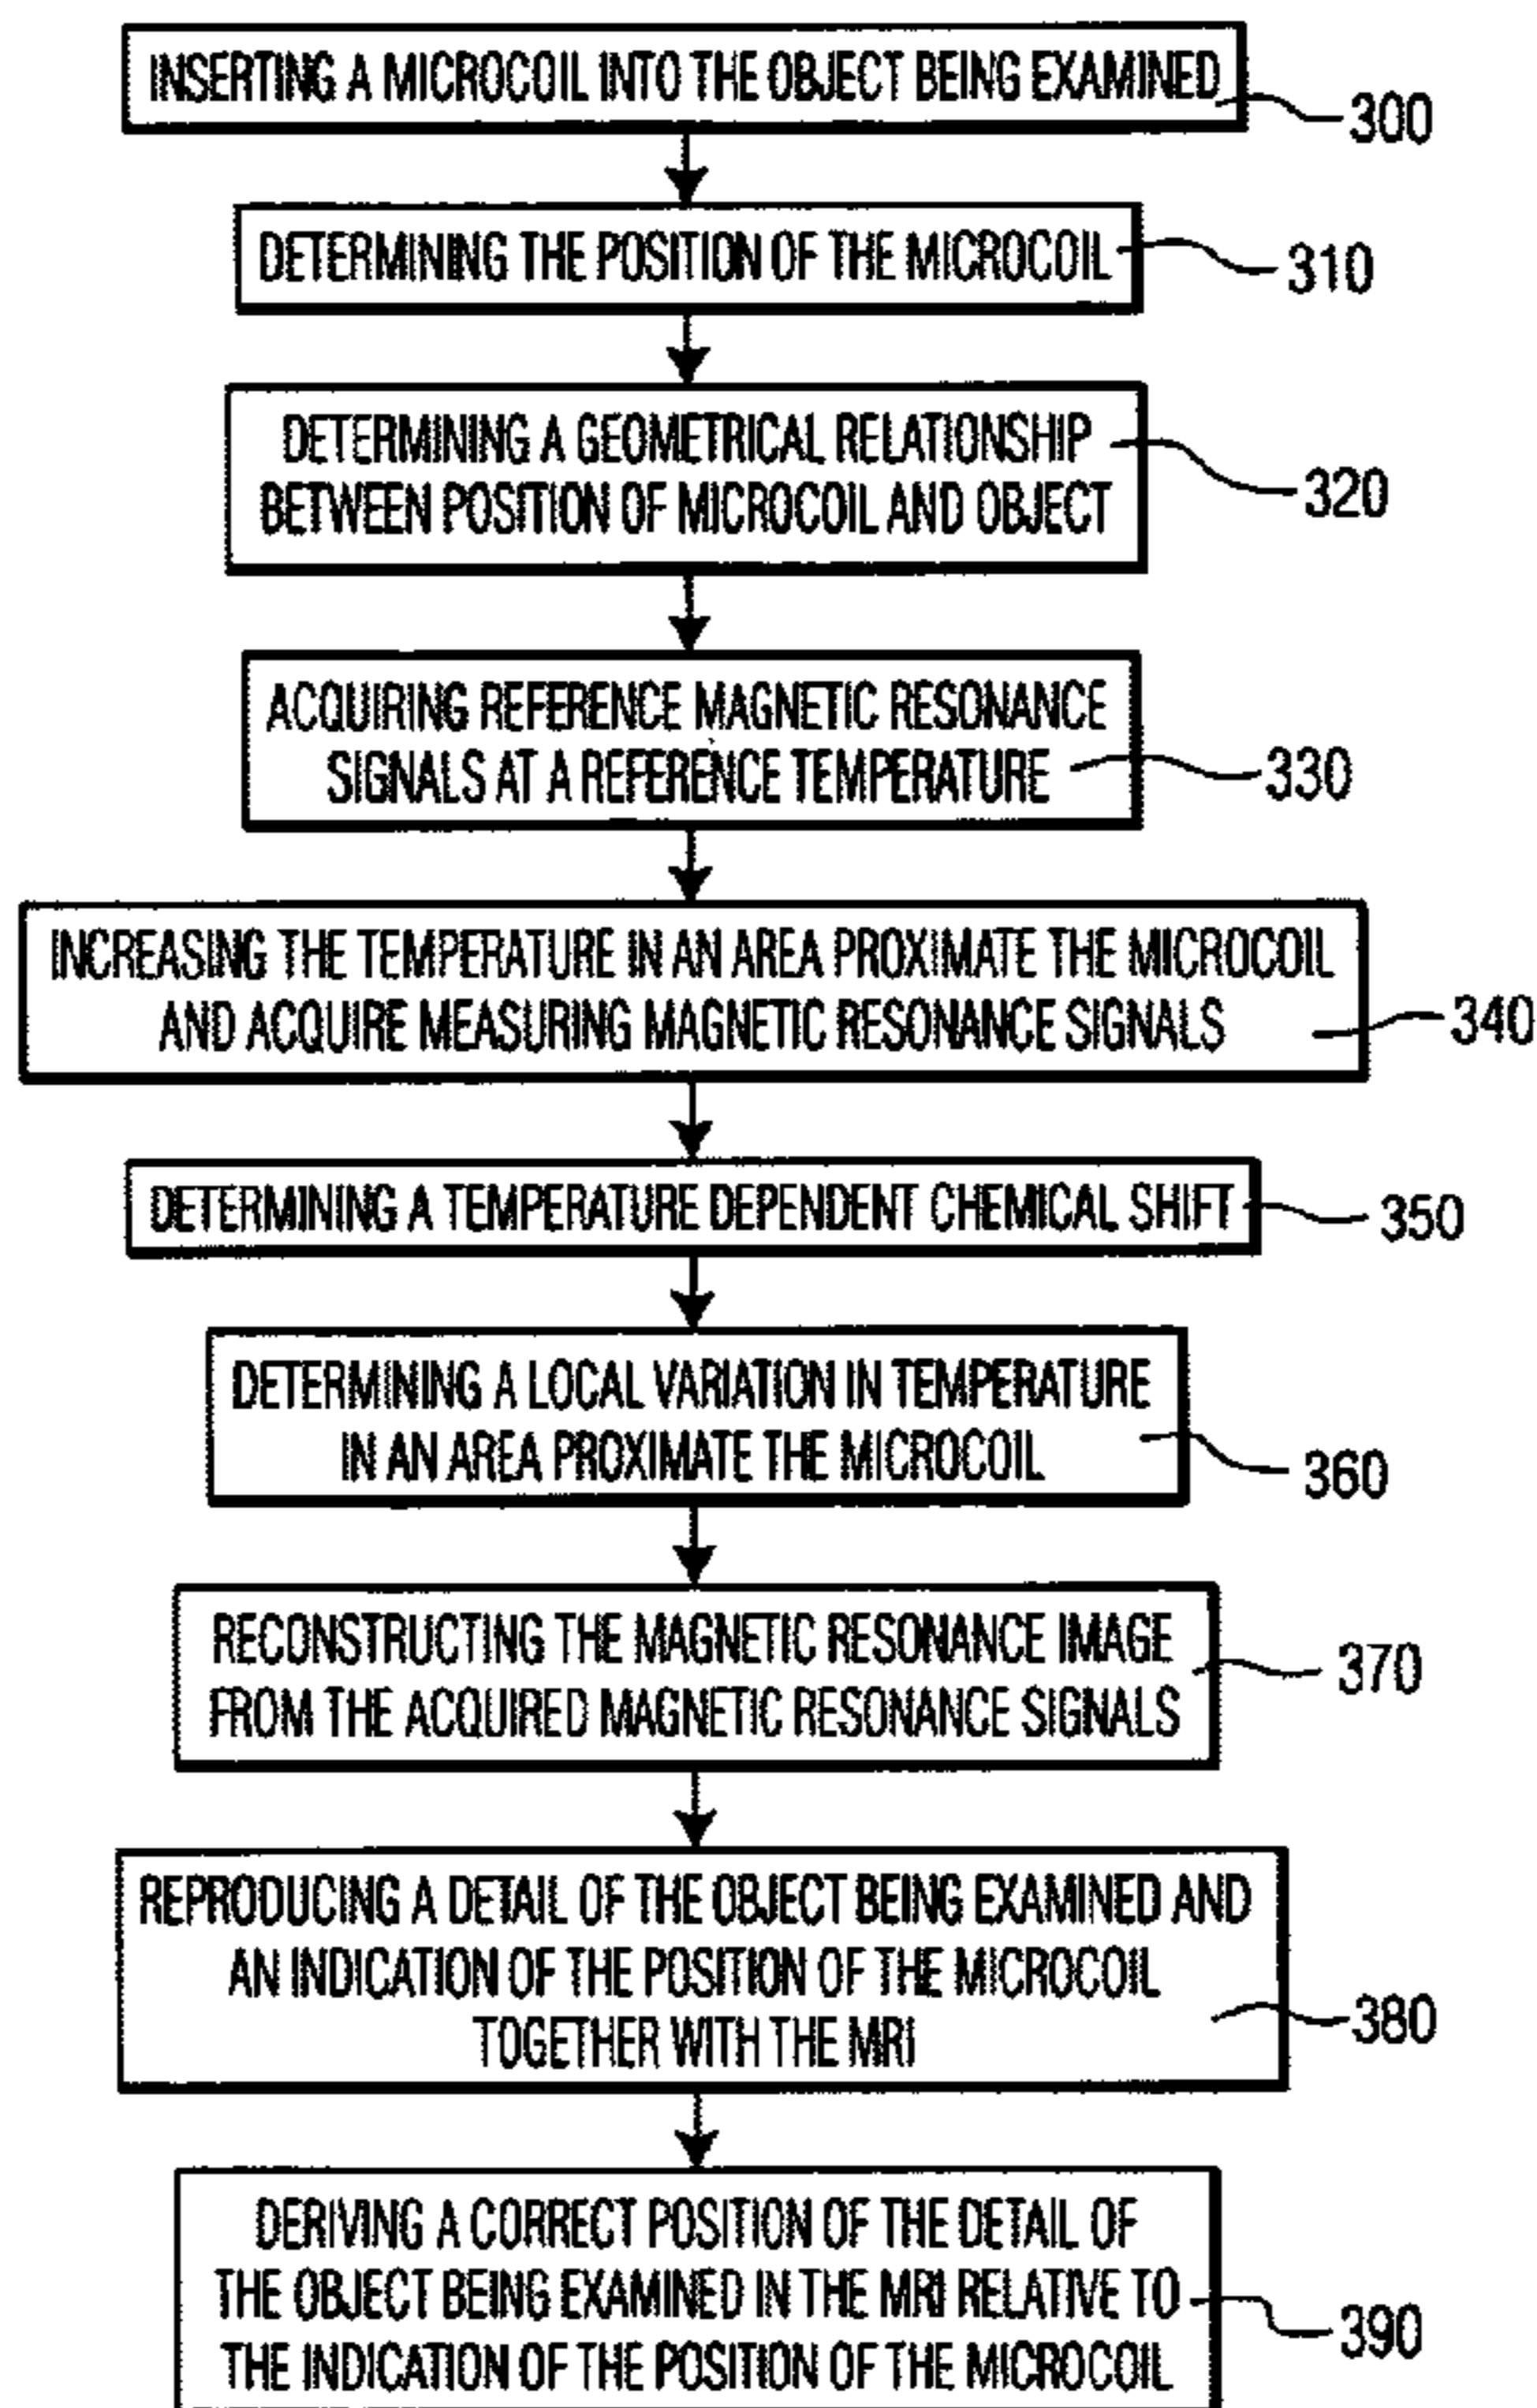 INSERTING A MICROCOIL INTO THE OBJECT BEING EXAMINED
300
DETERMINING THE POSITION OF THE MICROCOIL
310
DETERMINING A GEOMETRICAL RELATIONSHIP
BETWEEN POSITION OF MICROCOIL AND OBJECT
320
ACQUIRING REFERENCE MAGNETIC RESONANCE
SIGNALS AT A REFERENCE TEMPERATURE
330
INCREASING THE TEMPERATURE IN AN AREA PROXIMATE THE MICROCOIL
AND ACQUIRE MEASURING MAGNETIC RESONANCE SIGNALS
340
DETERMINING A TEMPERATURE DEPENDENT CHEMICAL SHIFT
350
DETERMINING A LOCAL VARIATION IN TEMPERATURE
IN AN AREA PROXIMATE THE MICROCOIL
360
RECONSTRUCTING THE MAGNETIC RESONANCE IMAGE
FROM THE ACQUIRED MAGNETIC RESONANCE SIGNALS
370
REPRODUCING A DETAIL OF THE OBJECT BEING EXAMINED AND
AN INDICATION OF THE POSITION OF THE MICROCOIL
TOGETHER WITH THE MRI
380
DERIVING A CORRECT POSITION OF THE DETAIL OF
THE OBJECT BEING EXAMINED IN THE MRI RELATIVE TO
THE INDICATION OF THE POSITION OF THE MICROCOIL
390